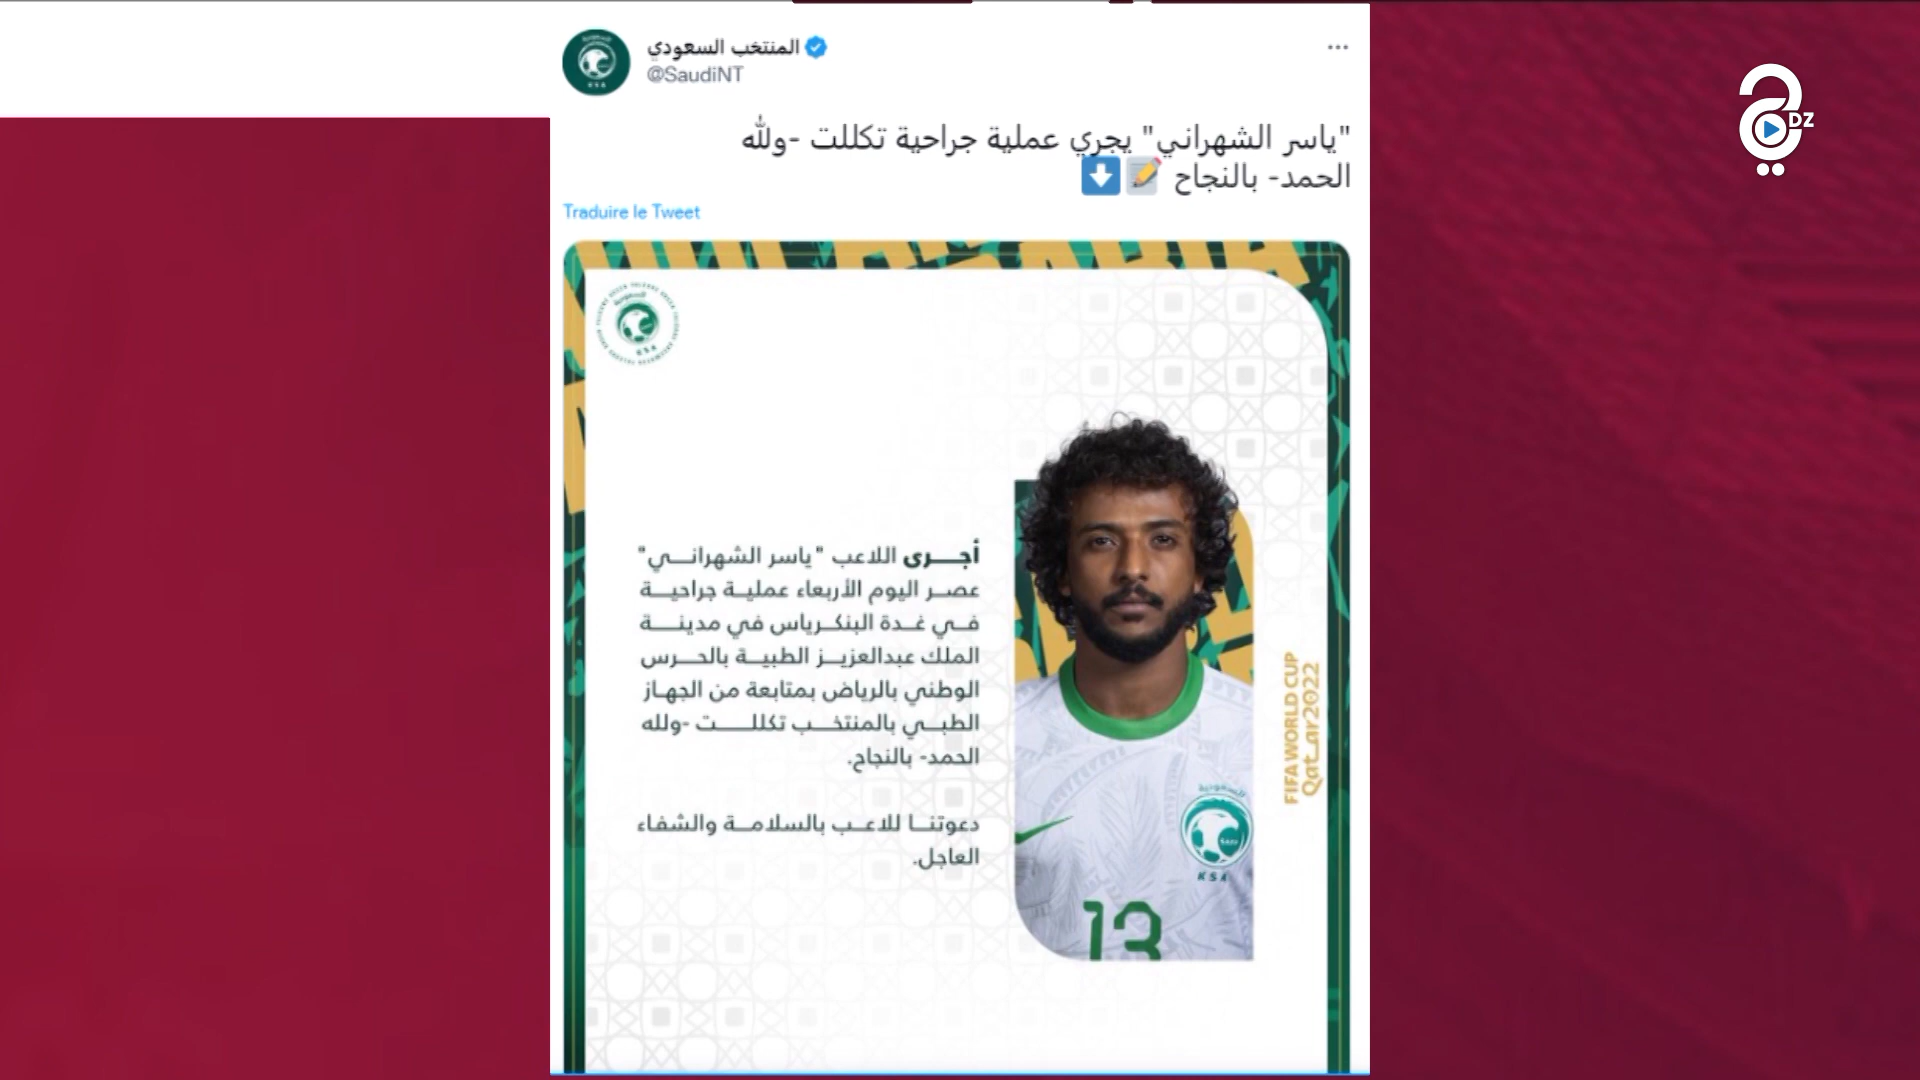 المنتخب السعودي
@SaudiNT
"ياسر الشهراني" يجري عملية جراحية تكللت -ولله
الحمد- بالنجاح
Traduire le Tweet
أجرى اللاعب "ياسر الشهراني"
عصر اليوم الأربعاء عملية جراحية
في غدة البنكرياس في مدينة
الملك عبدالعزيز الطبية بالحرس
الوطني بالرياض بمتابعة من الجهاز
الطبي بالمنتخب تكللت -ولله
الحمد- بالنجاح.
دعوتنا للاعب بالسلامة والشفاء
العاجل.
FIFA WORLD CUP
Qatar2022
السعودية
KSA
13
DZ